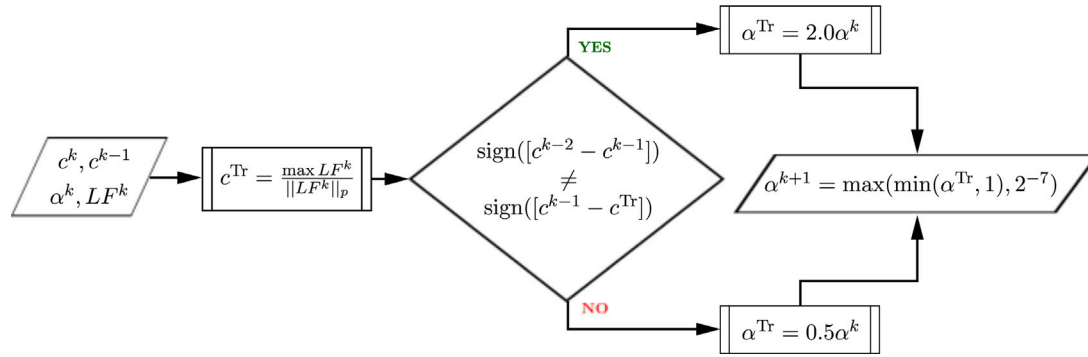 c^k, c^{k-1}
α^k, LF^k
c^{Tr} = \frac{max LF^k}{||LF^k||_p}
sign([c^{k-2} − c^{k-1}])
≠
sign([c^{k-1} − c^{Tr}])
YES
α^{Tr} = 2.0α^k
NO
α^{Tr} = 0.5α^k
α^{k+1} = max(min(α^{Tr}, 1), 2^{-7})